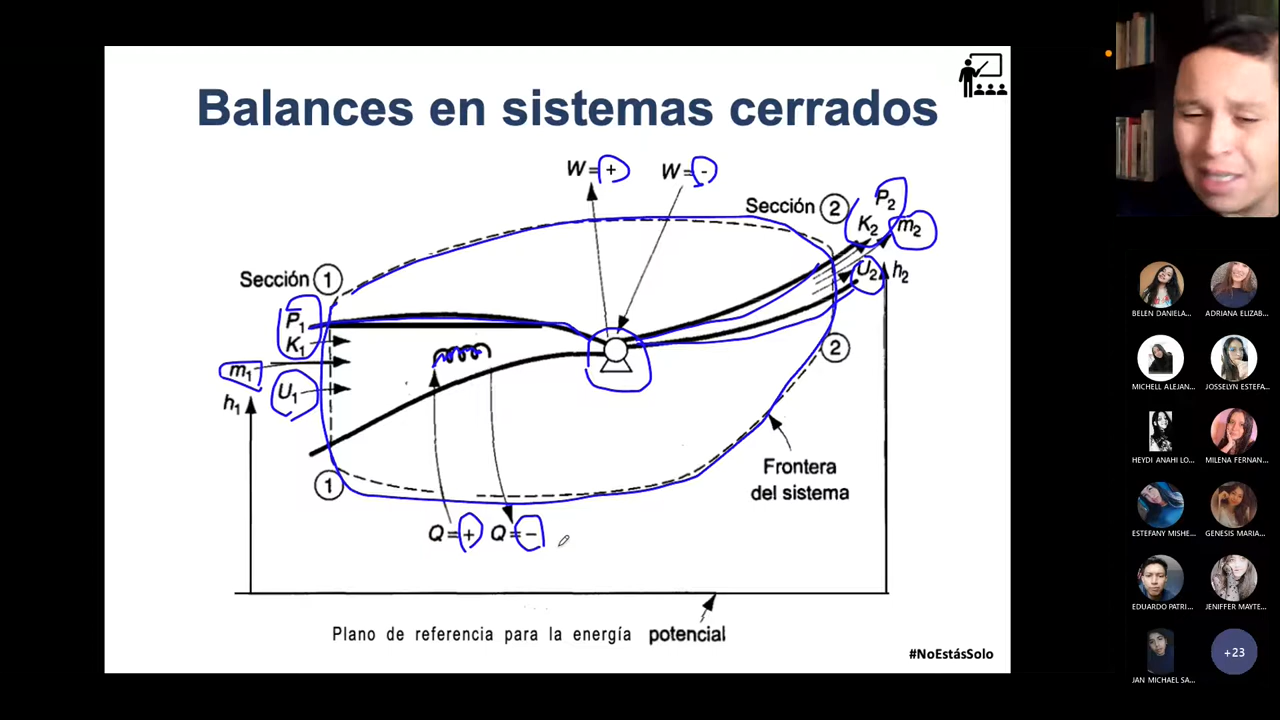 Balances en sistemas cerrados
W=+ W=-
Sección 2
P2
K2 m2
U2 h2
Sección 1
P1
K1
m1
U1
h1
2
1
Frontera
del sistema
Q=+ Q=-
Plano de referencia para la energía potencial
#NoEstásSolo
BELEN DANIELA... ADRIANA ELIZAB...
MICHELL ALEJAN... JOSSELYN ESTEFA...
HEYDI ANAHI LO... MILENA FERNAN...
ESTEFANY MISHE... GENESIS MARIA...
EDUARDO PATRI... JENIFFER MAYTE...
JAN MICHAEL SA... +23